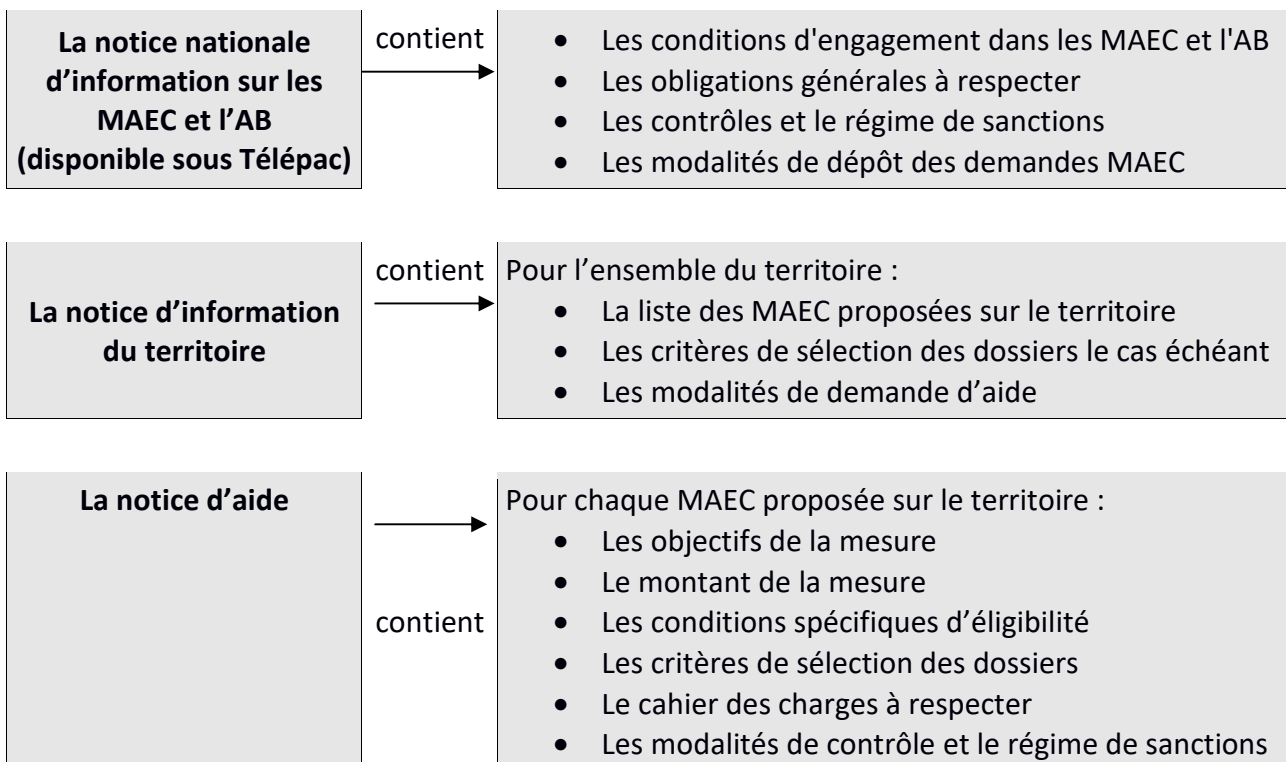 La notice nationale
d’information sur les
MAEC et l’AB
(disponible sous Télépac)
contient
• Les conditions d'engagement dans les MAEC et l'AB
• Les obligations générales à respecter
• Les contrôles et le régime de sanctions
• Les modalités de dépôt des demandes MAEC
La notice d’information
du territoire
contient
Pour l’ensemble du territoire :
• La liste des MAEC proposées sur le territoire
• Les critères de sélection des dossiers le cas échéant
• Les modalités de demande d’aide
La notice d’aide
contient
Pour chaque MAEC proposée sur le territoire :
• Les objectifs de la mesure
• Le montant de la mesure
• Les conditions spécifiques d’éligibilité
• Les critères de sélection des dossiers
• Le cahier des charges à respecter
• Les modalités de contrôle et le régime de sanctions